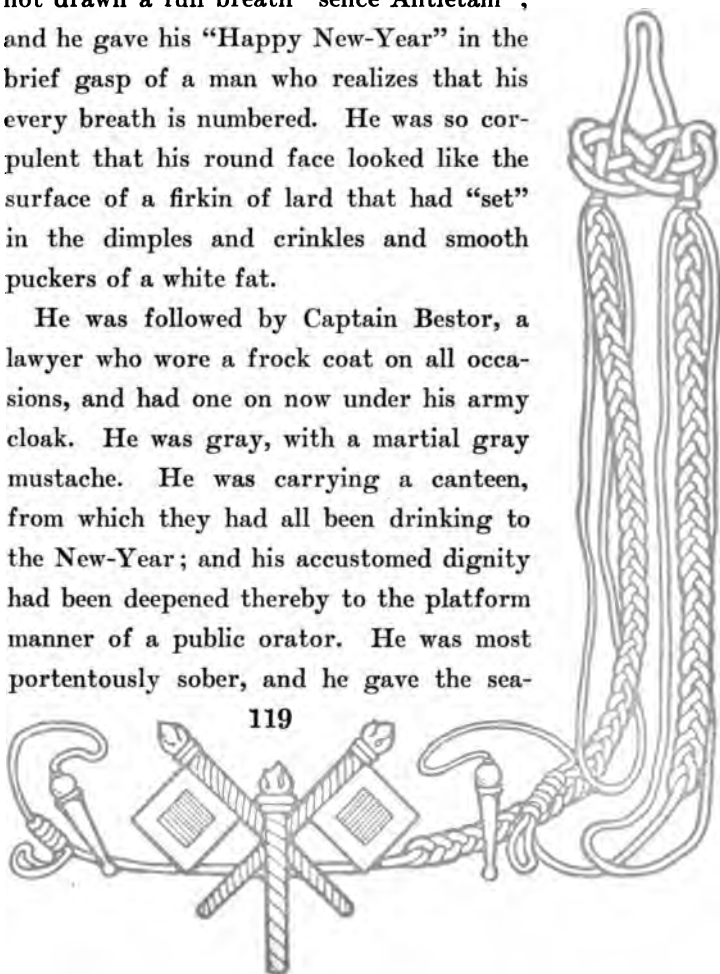 not drawn a full breath "sence Antietam",
and he gave his “Happy New-Year” in the
brief gasp of a man who realizes that his
every breath is numbered. He was so cor-
pulent that his round face looked like the
surface of a firkin of lard that had “set”
in the dimples and crinkles and smooth
puckers of a white fat.
He was followed by Captain Bestor, a
lawyer who wore a frock coat on all occa-
sions, and had one on now under his army
cloak. He was gray, with a martial gray
mustache. He was carrying a canteen,
from which they had all been drinking to
the New-Year; and his accustomed dignity
had been deepened thereby to the platform
manner of a public orator. He was most
portentously sober, and he gave the sea-
119